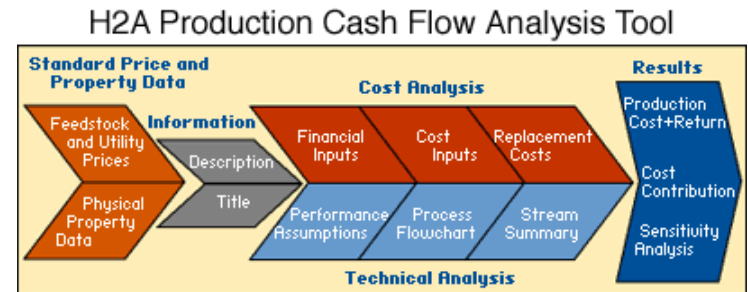 H2A Production Cash Flow Analysis Tool
Standard Price and
Property Data
Feedstock
and Utility
Prices
Physical
Property
Data
Information
Description
Title
Cost Analysis
Financial
Inputs
Cost
Inputs
Replacement
Costs
Performance
Assumptions
Process
Flowchart
Stream
Summary
Technical Analysis
Results
Production
Cost+Return
Cost
Contribution
Sensitivity
Analysis